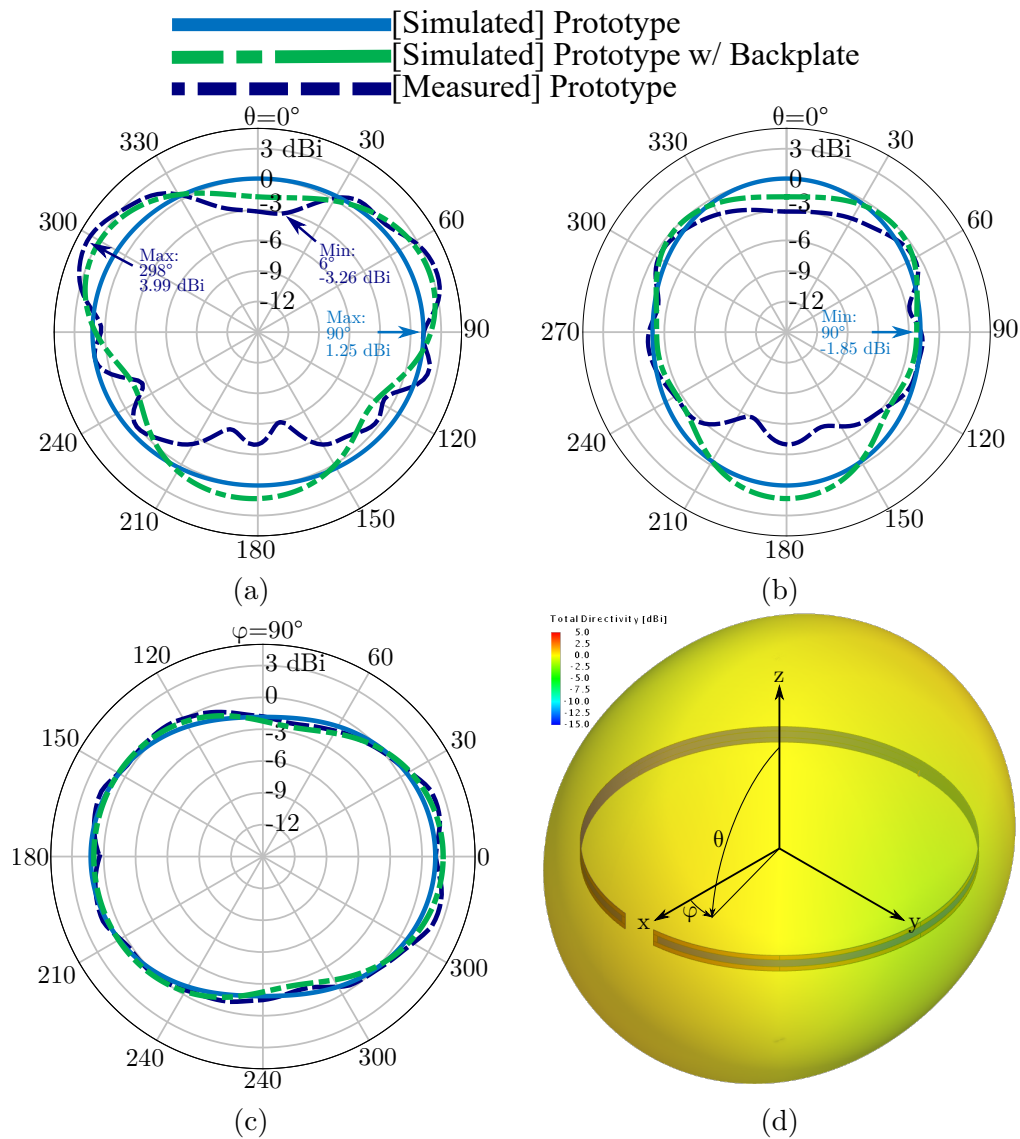 [Simulated] Prototype
[Simulated] Prototype w/ Backplate
[Measured] Prototype
θ=0°
330
30
3 dBi
0
300
-3
60
Max:
298°
3.99 dBi
Min:
6°
-3.26 dBi
-6
-9
-12
Max:
90°
1.25 dBi
90
240
120
210
150
180
(a)
θ=0°
330
30
3 dBi
0
300
-3
60
-6
-9
-12
270
Min:
90°
-1.85 dBi
90
240
120
210
150
180
(b)
φ=90°
120
60
3 dBi
0
150
-3
30
-6
-9
-12
180
0
210
300
240
300
240
(c)
Total Directivity [dBi]
5.0
2.5
0.0
-2.5
-5.0
-7.5
-10.0
-12.5
-15.0
z
θ
φ
x
y
(d)